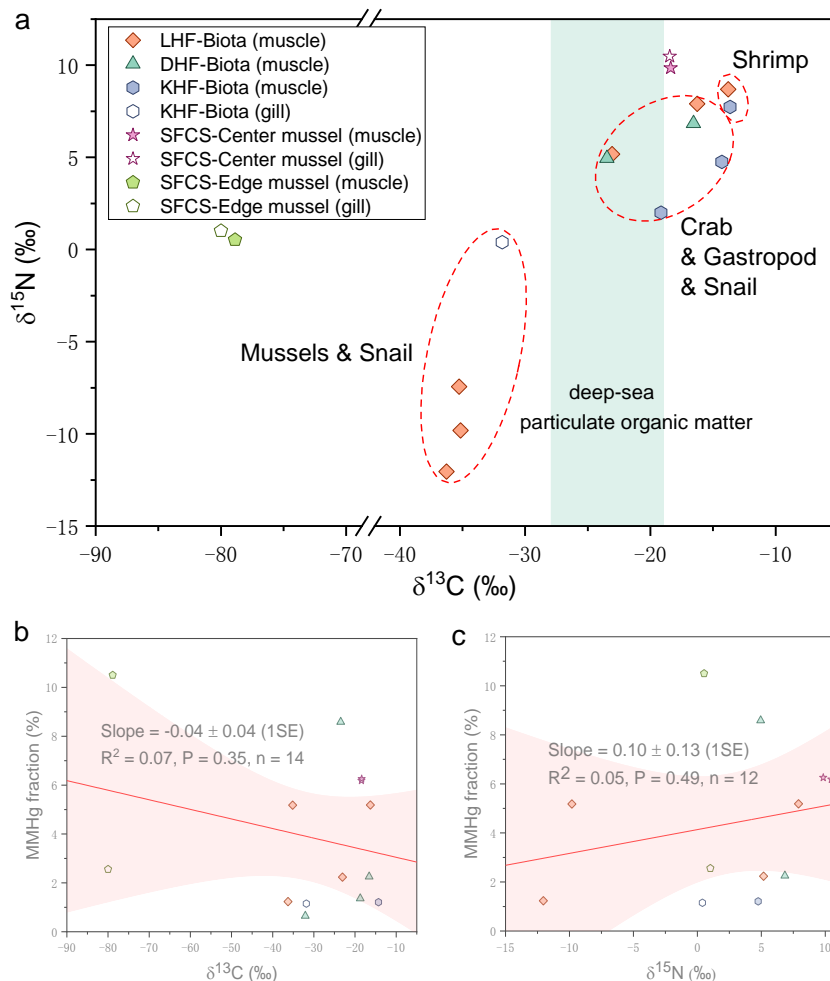 a
LHF-Biota (muscle)
DHF-Biota (muscle)
KHF-Biota (muscle)
KHF-Biota (gill)
SFCS-Center mussel (muscle)
SFCS-Center mussel (gill)
SFCS-Edge mussel (muscle)
SFCS-Edge mussel (gill)
Shrimp
Crab
& Gastropod
& Snail
Mussels & Snail
deep-sea
particulate organic matter
δ¹⁵N (‰)
10
5
0
−5
−10
−15
−90 −80 −70 −40 −30 −20 −10
δ¹³C (‰)
b
MMHg fraction (%)
12
10
8
6
4
2
0
Slope = -0.04 ± 0.04 (1SE)
R² = 0.07, P = 0.35, n = 14
−90 −80 −70 −60 −50 −40 −30 −20 −10
δ¹³C (‰)
c
MMHg fraction (%)
12
10
8
6
4
2
0
Slope = 0.10 ± 0.13 (1SE)
R² = 0.05, P = 0.49, n = 12
−15 −10 −5 0 5 10
δ¹⁵N (‰)